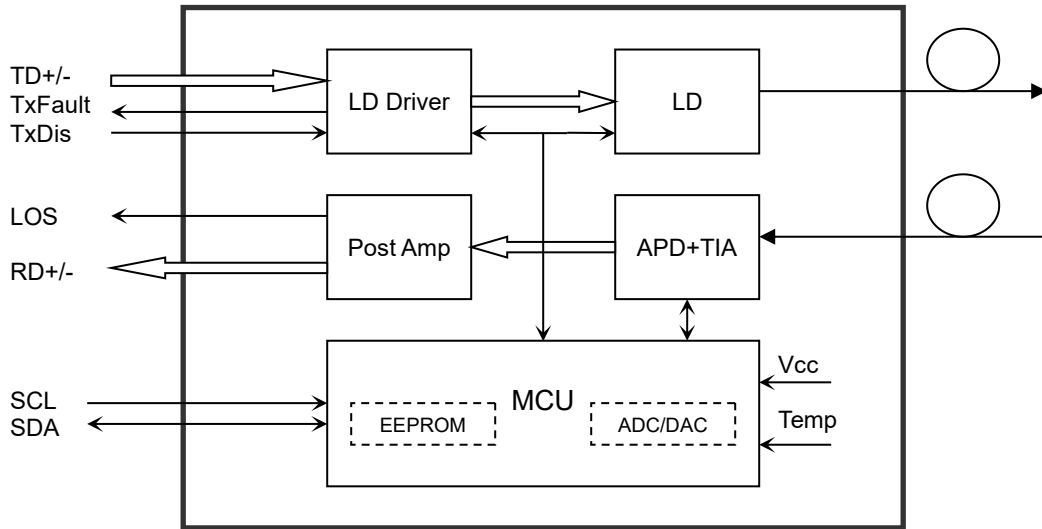 TD+/-
TxFault
TxDis
LD Driver
LD
LOS
RD+/-
Post Amp
APD+TIA
SCL
SDA
MCU
EEPROM
ADC/DAC
Vcc
Temp